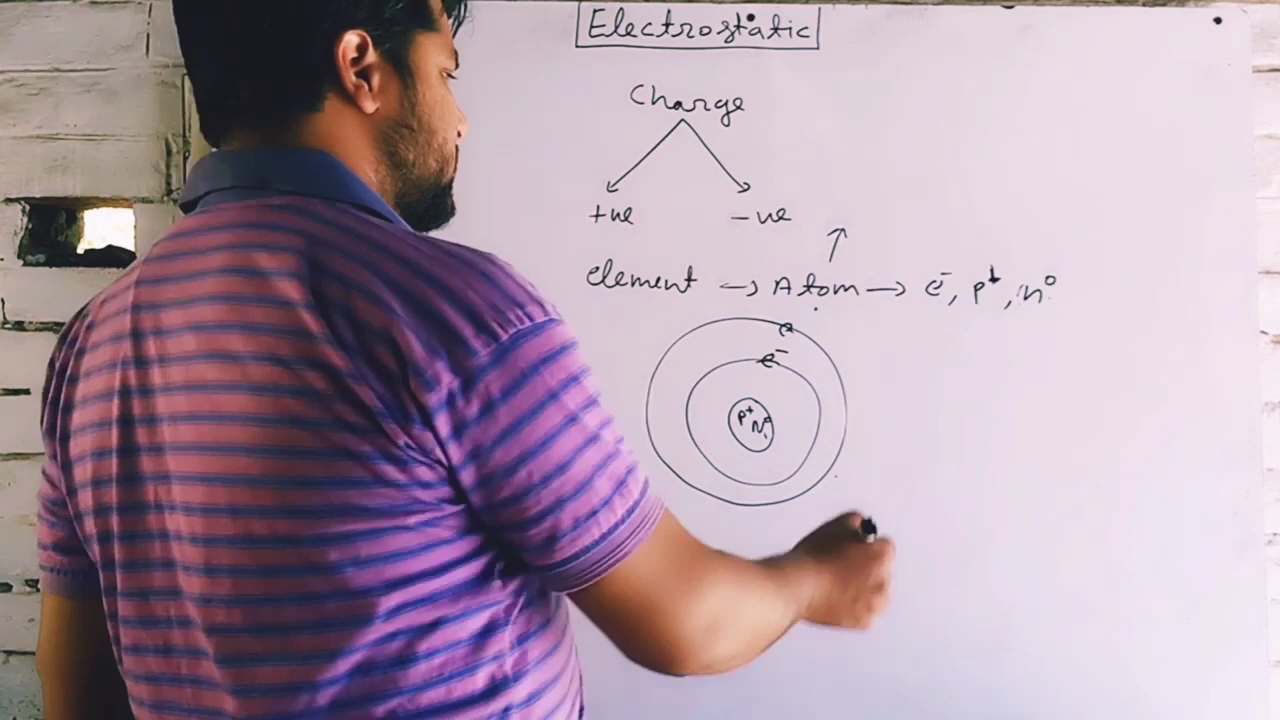 Electrostatic
Charge
+ve -ve
element → Atom → e⁻, p⁺, n⁰
e
e⁻
p⁺
N⁰